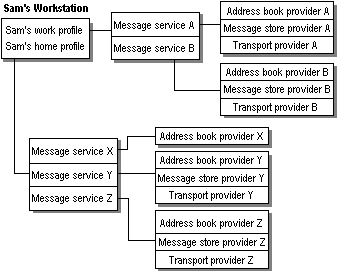 Sam's Workstation
Sam's work profile
Sam's home profile
Message service A
Message service B
Address book provider A
Message store provider A
Transport provider A
Address book provider B
Message store provider B
Transport provider B
Message service X
Message service Y
Message service Z
Address book provider X
Address book provider Y
Message store provider Y
Transport provider Y
Address book provider Z
Message store provider Z
Transport provider Z